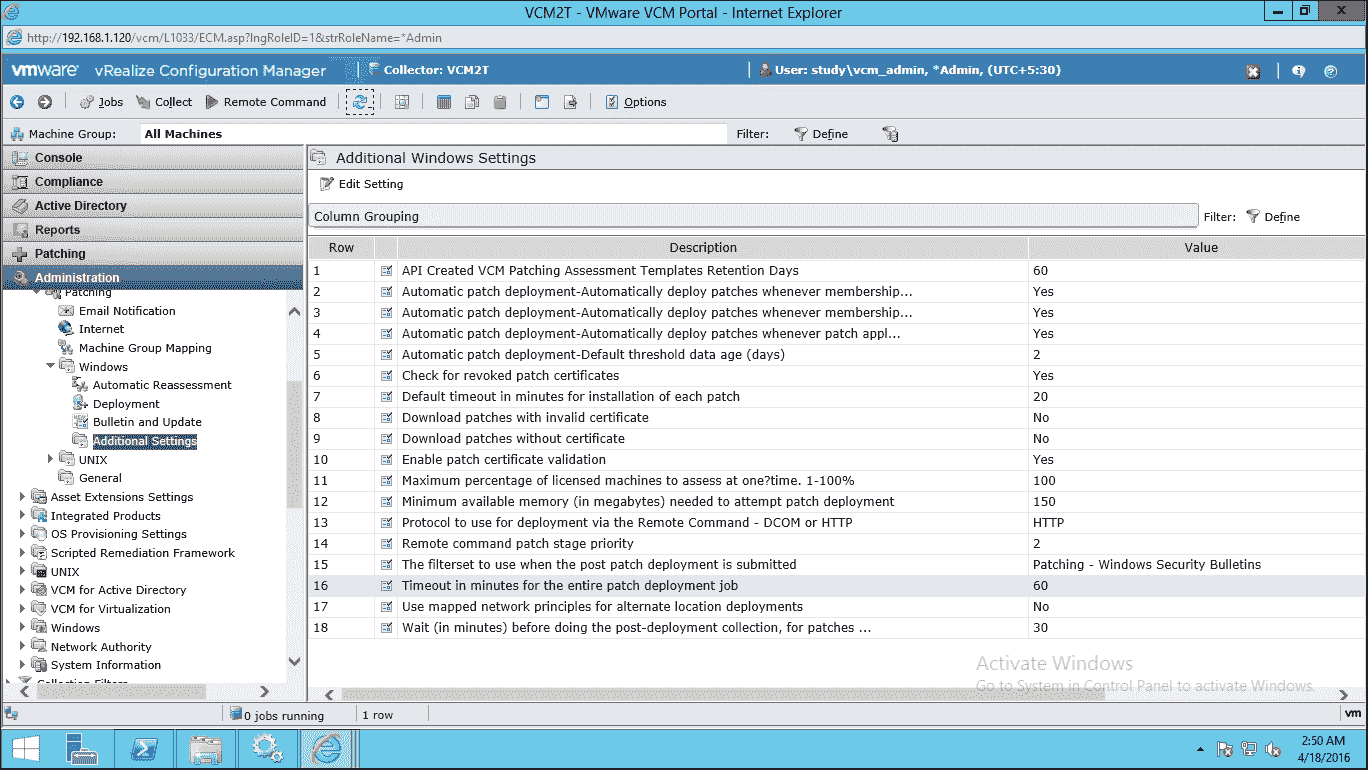 VCM2T - VMware VCM Portal - Internet Explorer
http://192.168.1.120/vcm/L1033/ECM.asp?lngRoleID=1&strRoleName=*Admin
vmware vRealize Configuration Manager Collector: VCM2T User: study\vcm_admin, *Admin, (UTC+5:30)
Jobs Collect Remote Command Options
Machine Group: All Machines Filter: Define
Console
Compliance
Active Directory
Reports
Patching
Administration
Patching
Email Notification
Internet
Machine Group Mapping
Windows
Automatic Reassessment
Deployment
Bulletin and Update
Additional Settings
UNIX
General
Asset Extensions Settings
Integrated Products
OS Provisioning Settings
Scripted Remediation Framework
UNIX
VCM for Active Directory
VCM for Virtualization
Windows
Network Authority
System Information
Collection Filters
Additional Windows Settings
Edit Setting
Column Grouping Filter: Define
Row Description Value
1 API Created VCM Patching Assessment Templates Retention Days 60
2 Automatic patch deployment-Automatically deploy patches whenever membership... Yes
3 Automatic patch deployment-Automatically deploy patches whenever membership... Yes
4 Automatic patch deployment-Automatically deploy patches whenever patch appl... Yes
5 Automatic patch deployment-Default threshold data age (days) 2
6 Check for revoked patch certificates Yes
7 Default timeout in minutes for installation of each patch 20
8 Download patches with invalid certificate No
9 Download patches without certificate No
10 Enable patch certificate validation Yes
11 Maximum percentage of licensed machines to assess at one?time. 1-100% 100
12 Minimum available memory (in megabytes) needed to attempt patch deployment 150
13 Protocol to use for deployment via the Remote Command - DCOM or HTTP HTTP
14 Remote command patch stage priority 2
15 The filterset to use when the post patch deployment is submitted Patching - Windows Security Bulletins
16 Timeout in minutes for the entire patch deployment job 60
17 Use mapped network principles for alternate location deployments No
18 Wait (in minutes) before doing the post-deployment collection, for patches ... 30
Activate Windows
Go to System in Control Panel to activate Windows.
0 jobs running 1 row vm
2:50 AM
4/18/2016